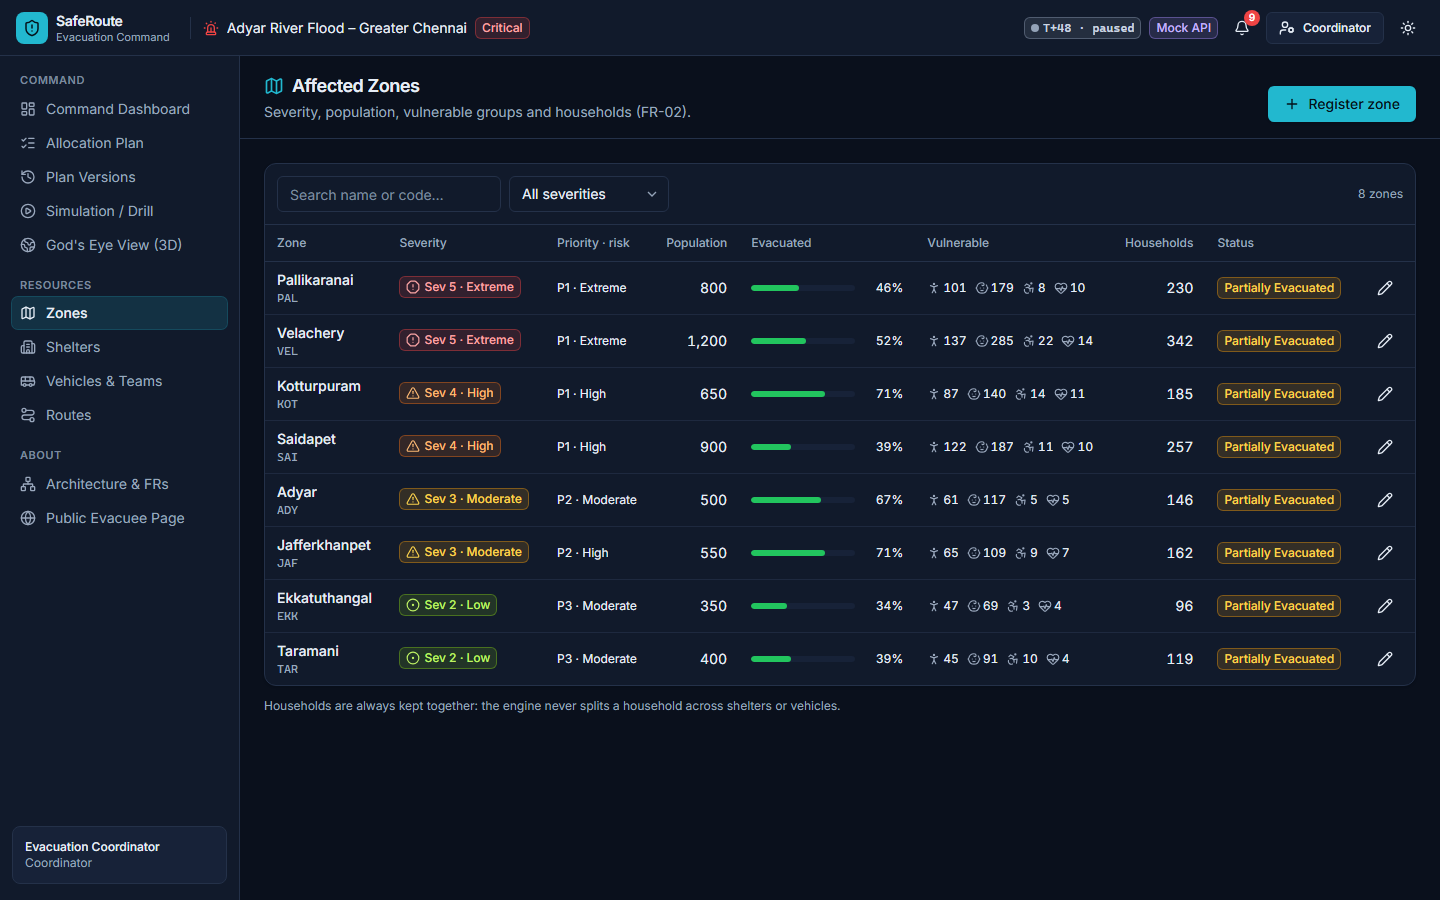 SafeRoute
Evacuation Command
Adyar River Flood – Greater Chennai
Critical
T+48 · paused
Mock API
9
Coordinator
COMMAND
Command Dashboard
Allocation Plan
Plan Versions
Simulation / Drill
God's Eye View (3D)
RESOURCES
Zones
Shelters
Vehicles & Teams
Routes
ABOUT
Architecture & FRs
Public Evacuee Page
Evacuation Coordinator
Coordinator
Affected Zones
Severity, population, vulnerable groups and households (FR-02).
+ Register zone
Search name or code...
All severities
8 zones
Zone Severity Priority · risk Population Evacuated Vulnerable Households Status
Pallikaranai
PAL
Sev 5 · Extreme P1 · Extreme 800 46% 101 179 8 10 230 Partially Evacuated
Velachery
VEL
Sev 5 · Extreme P1 · Extreme 1,200 52% 137 285 22 14 342 Partially Evacuated
Kotturpuram
KOT
Sev 4 · High P1 · High 650 71% 87 140 14 11 185 Partially Evacuated
Saidapet
SAI
Sev 4 · High P1 · High 900 39% 122 187 11 10 257 Partially Evacuated
Adyar
ADY
Sev 3 · Moderate P2 · Moderate 500 67% 61 117 5 5 146 Partially Evacuated
Jafferkhanpet
JAF
Sev 3 · Moderate P2 · High 550 71% 65 109 9 7 162 Partially Evacuated
Ekkatuthangal
EKK
Sev 2 · Low P3 · Moderate 350 34% 47 69 3 4 96 Partially Evacuated
Taramani
TAR
Sev 2 · Low P3 · Moderate 400 39% 45 91 10 4 119 Partially Evacuated
Households are always kept together: the engine never splits a household across shelters or vehicles.